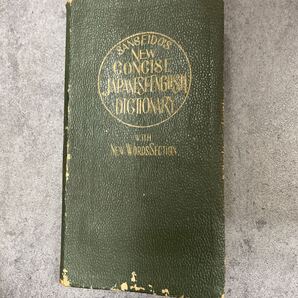 SANSEIDO'S
NEW
CONCISE
JAPANESE-ENGLISH
DICTIONARY
WITH
NEW WORDS SECTION